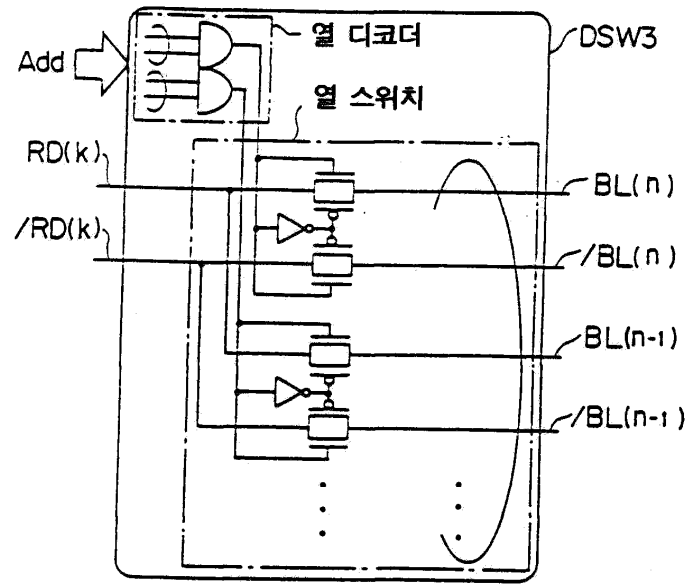 열 디코더
DSW3
Add
열 스위치
RD(k)
BL(n)
/RD(k)
/BL(n)
BL(n-1)
/BL(n-1)